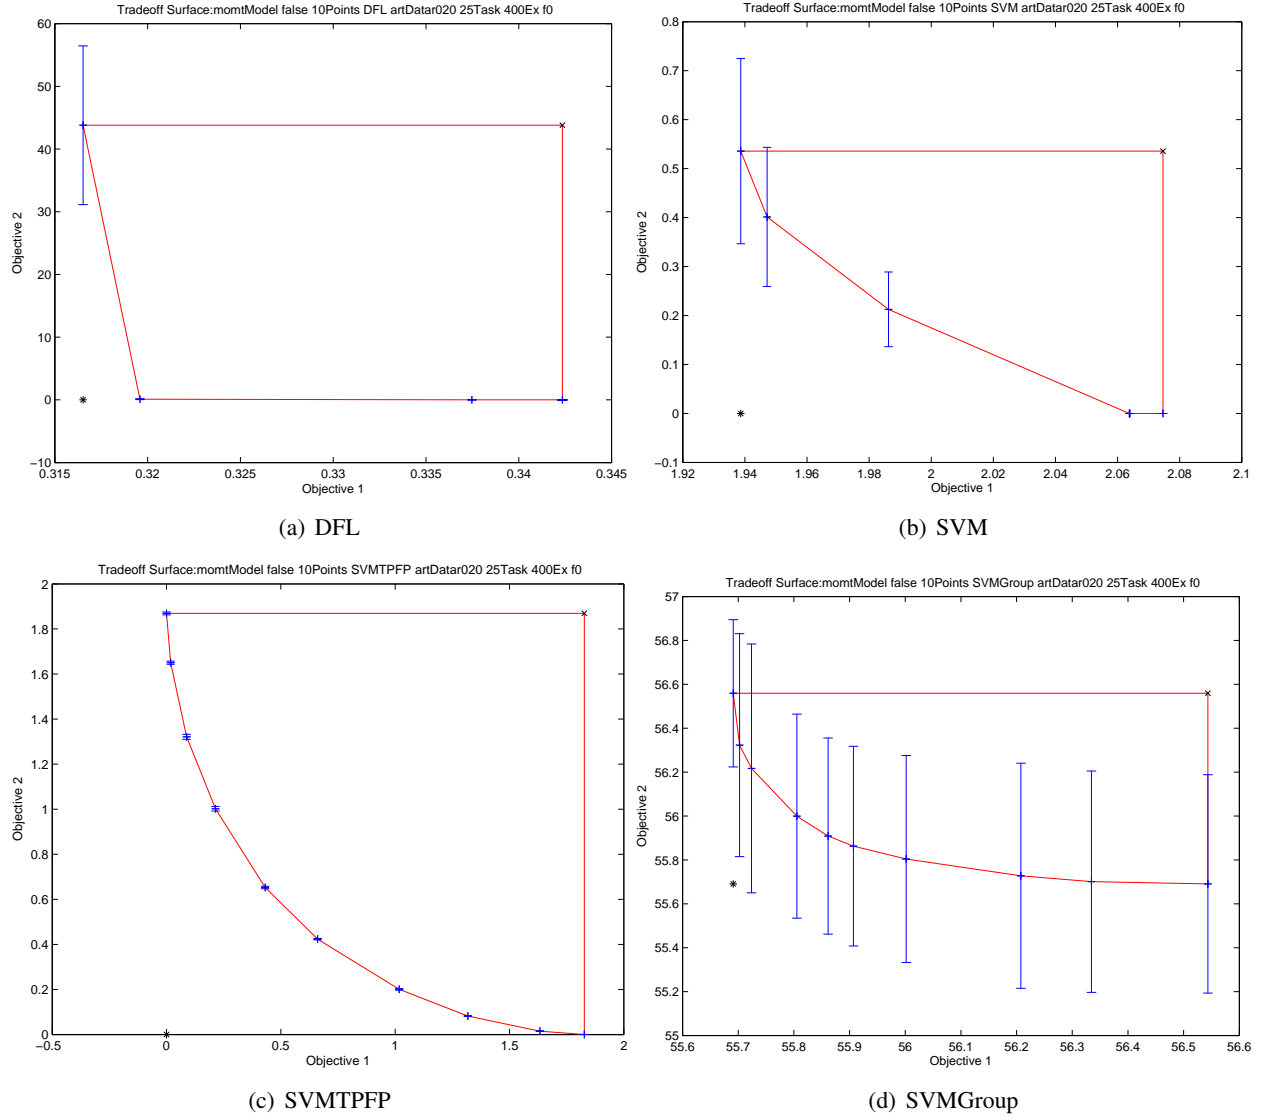 Tradeoff Surface:momtModel false 10Points DFL artDatar020 25Task 400Ex f0
60
50
40
30
20
10
0
−10
Objective 2
0.315 0.32 0.325 0.33 0.335 0.34 0.345
Objective 1
(a) DFL
Tradeoff Surface:momtModel false 10Points SVM artDatar020 25Task 400Ex f0
0.8
0.7
0.6
0.5
0.4
0.3
0.2
0.1
0
−0.1
Objective 2
1.92 1.94 1.96 1.98 2 2.02 2.04 2.06 2.08 2.1
Objective 1
(b) SVM
Tradeoff Surface:momtModel false 10Points SVMTPFP artDatar020 25Task 400Ex f0
2
1.8
1.6
1.4
1.2
1
0.8
0.6
0.4
0.2
0
Objective 2
−0.5 0 0.5 1 1.5 2
Objective 1
(c) SVMTPFP
Tradeoff Surface:momtModel false 10Points SVMGroup artDatar020 25Task 400Ex f0
57
56.8
56.6
56.4
56.2
56
55.8
55.6
55.4
55.2
55
Objective 2
55.6 55.7 55.8 55.9 56 56.1 56.2 56.3 56.4 56.5 56.6
Objective 1
(d) SVMGroup